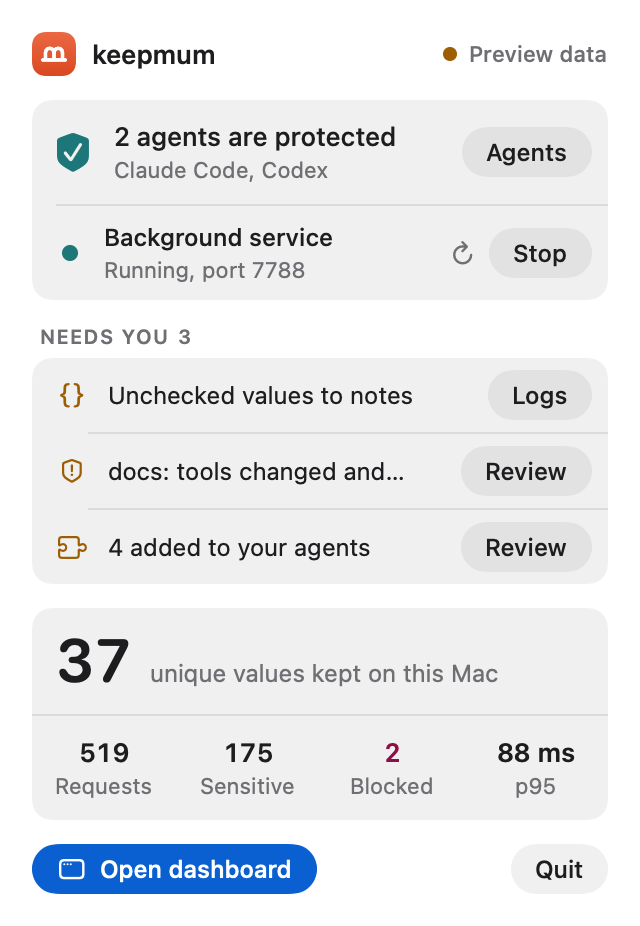 keepmum
Preview data
2 agents are protected
Claude Code, Codex
Agents
Background service
Running, port 7788
Stop
NEEDS YOU 3
Unchecked values to notes
Logs
docs: tools changed and...
Review
4 added to your agents
Review
37 unique values kept on this Mac
519
Requests
175
Sensitive
2
Blocked
88 ms
p95
Open dashboard
Quit